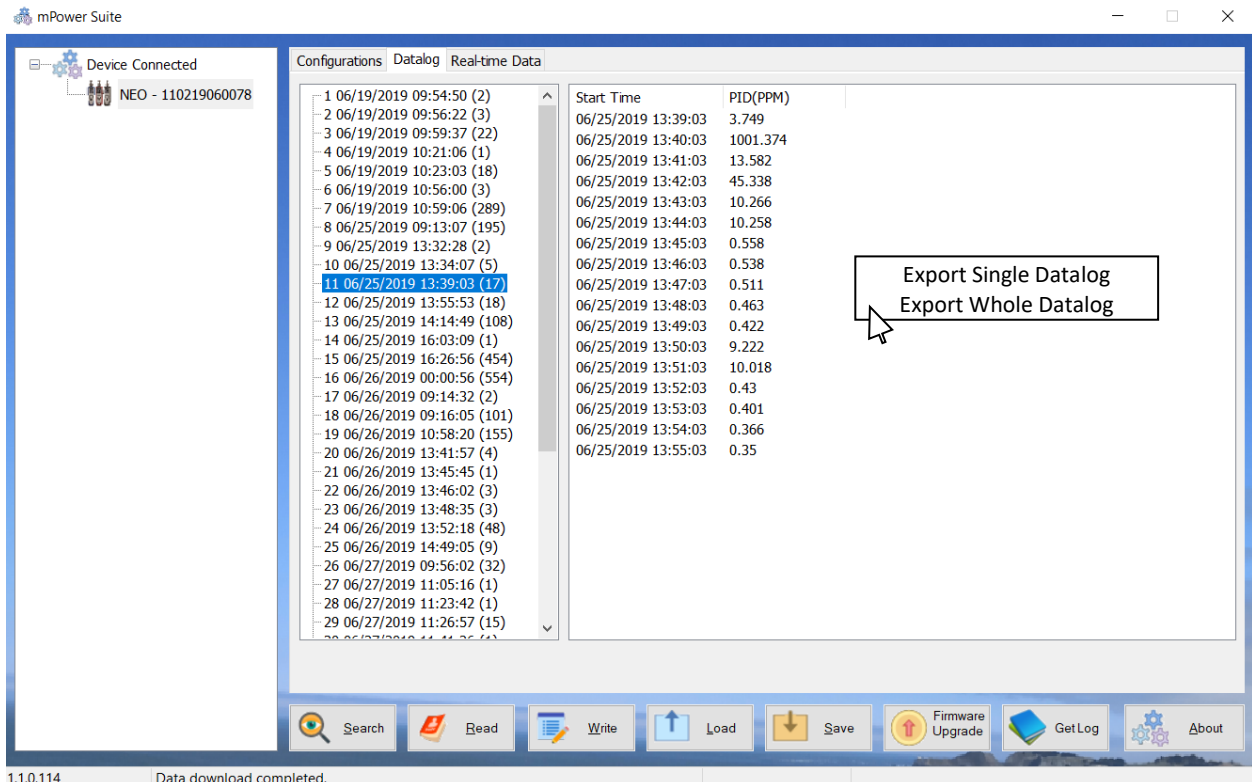 mPower Suite
Device Connected
NEO - 110219060078
Configurations Datalog Real-time Data
1 06/19/2019 09:54:50 (2)
2 06/19/2019 09:56:22 (3)
3 06/19/2019 09:59:37 (22)
4 06/19/2019 10:21:06 (1)
5 06/19/2019 10:23:03 (18)
6 06/19/2019 10:56:00 (3)
7 06/19/2019 10:59:06 (289)
8 06/25/2019 09:13:07 (195)
9 06/25/2019 13:32:28 (2)
10 06/25/2019 13:34:07 (5)
11 06/25/2019 13:39:03 (17)
12 06/25/2019 13:55:53 (18)
13 06/25/2019 14:14:49 (108)
14 06/25/2019 16:03:09 (1)
15 06/25/2019 16:26:56 (454)
16 06/26/2019 00:00:56 (554)
17 06/26/2019 09:14:32 (2)
18 06/26/2019 09:16:05 (101)
19 06/26/2019 10:58:20 (155)
20 06/26/2019 13:41:57 (4)
21 06/26/2019 13:45:45 (1)
22 06/26/2019 13:46:02 (3)
23 06/26/2019 13:48:35 (3)
24 06/26/2019 13:52:18 (48)
25 06/26/2019 14:49:05 (9)
26 06/27/2019 09:56:02 (32)
27 06/27/2019 11:05:16 (1)
28 06/27/2019 11:23:42 (1)
29 06/27/2019 11:26:57 (15)
Start Time PID(PPM)
06/25/2019 13:39:03 3.749
06/25/2019 13:40:03 1001.374
06/25/2019 13:41:03 13.582
06/25/2019 13:42:03 45.338
06/25/2019 13:43:03 10.266
06/25/2019 13:44:03 10.258
06/25/2019 13:45:03 0.558
06/25/2019 13:46:03 0.538
06/25/2019 13:47:03 0.511
06/25/2019 13:48:03 0.463
06/25/2019 13:49:03 0.422
06/25/2019 13:50:03 9.222
06/25/2019 13:51:03 10.018
06/25/2019 13:52:03 0.43
06/25/2019 13:53:03 0.401
06/25/2019 13:54:03 0.366
06/25/2019 13:55:03 0.35
Export Single Datalog
Export Whole Datalog
Search Read Write Load Save Firmware Upgrade GetLog About
1.1.0.114 Data download completed.